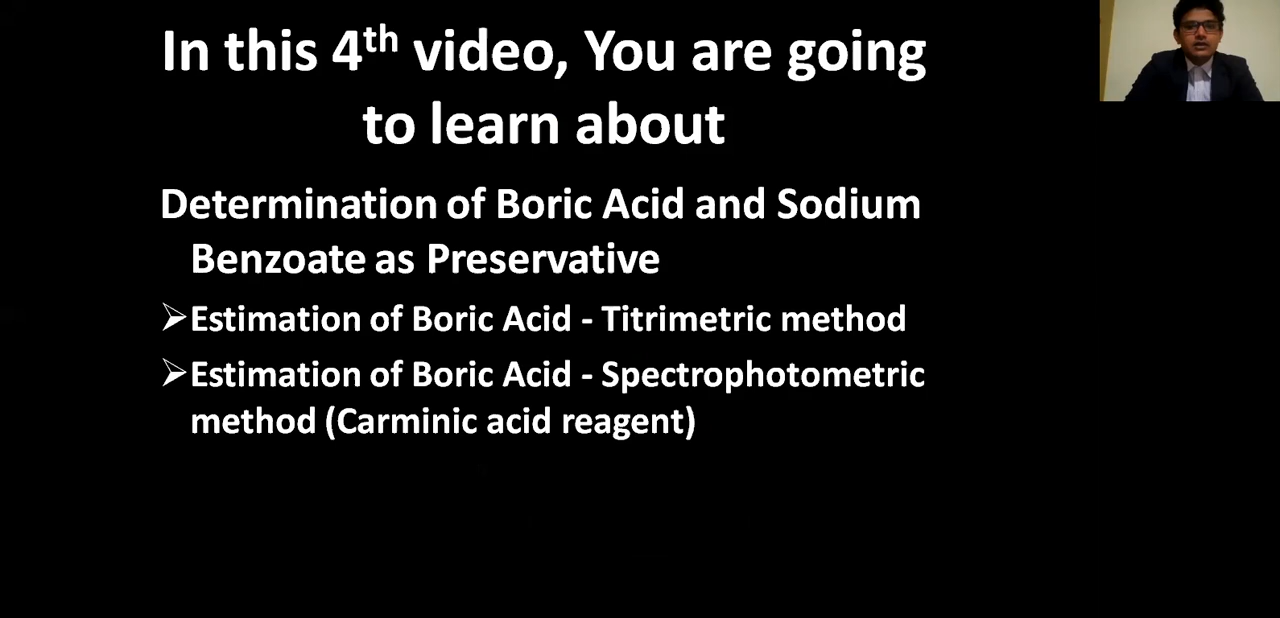 In this 4th video, You are going
to learn about
Determination of Boric Acid and Sodium
Benzoate as Preservative
➢Estimation of Boric Acid - Titrimetric method
➢Estimation of Boric Acid - Spectrophotometric
method (Carminic acid reagent)